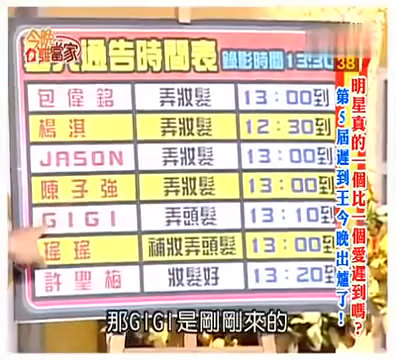 今晚誰當家
人通告時間表 錄影時間13:30
38
包偉銘 弄妝髮 13:00到
楊淇 弄妝髮 12:30到
JASON 弄妝髮 13:00到
陳子強 弄妝髮 13:00到
GIGI 弄頭髮 13:10到
瑤瑤 補妝弄頭髮 13:00到
許聖梅 妝髮好 13:20到
明星真的一個比一個愛遲到嗎?
第5屆遲到王今晚出爐了!
那GIGI是剛剛來的